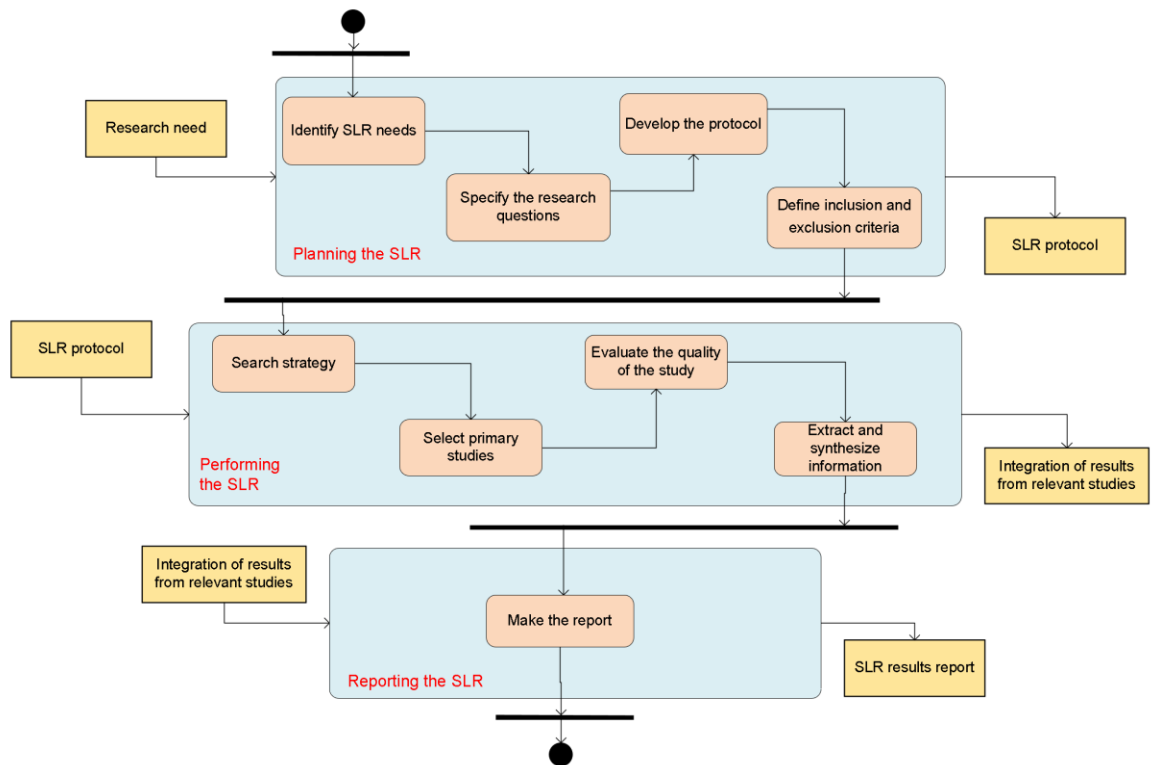 Research need
Identify SLR needs
Develop the protocol
Specify the research
questions
Define inclusion and
exclusion criteria
Planning the SLR
SLR protocol
SLR protocol
Search strategy
Evaluate the quality
of the study
Select primary
studies
Extract and
synthesize
information
Performing
the SLR
Integration of results
from relevant studies
Integration of results
from relevant studies
Make the report
Reporting the SLR
SLR results report